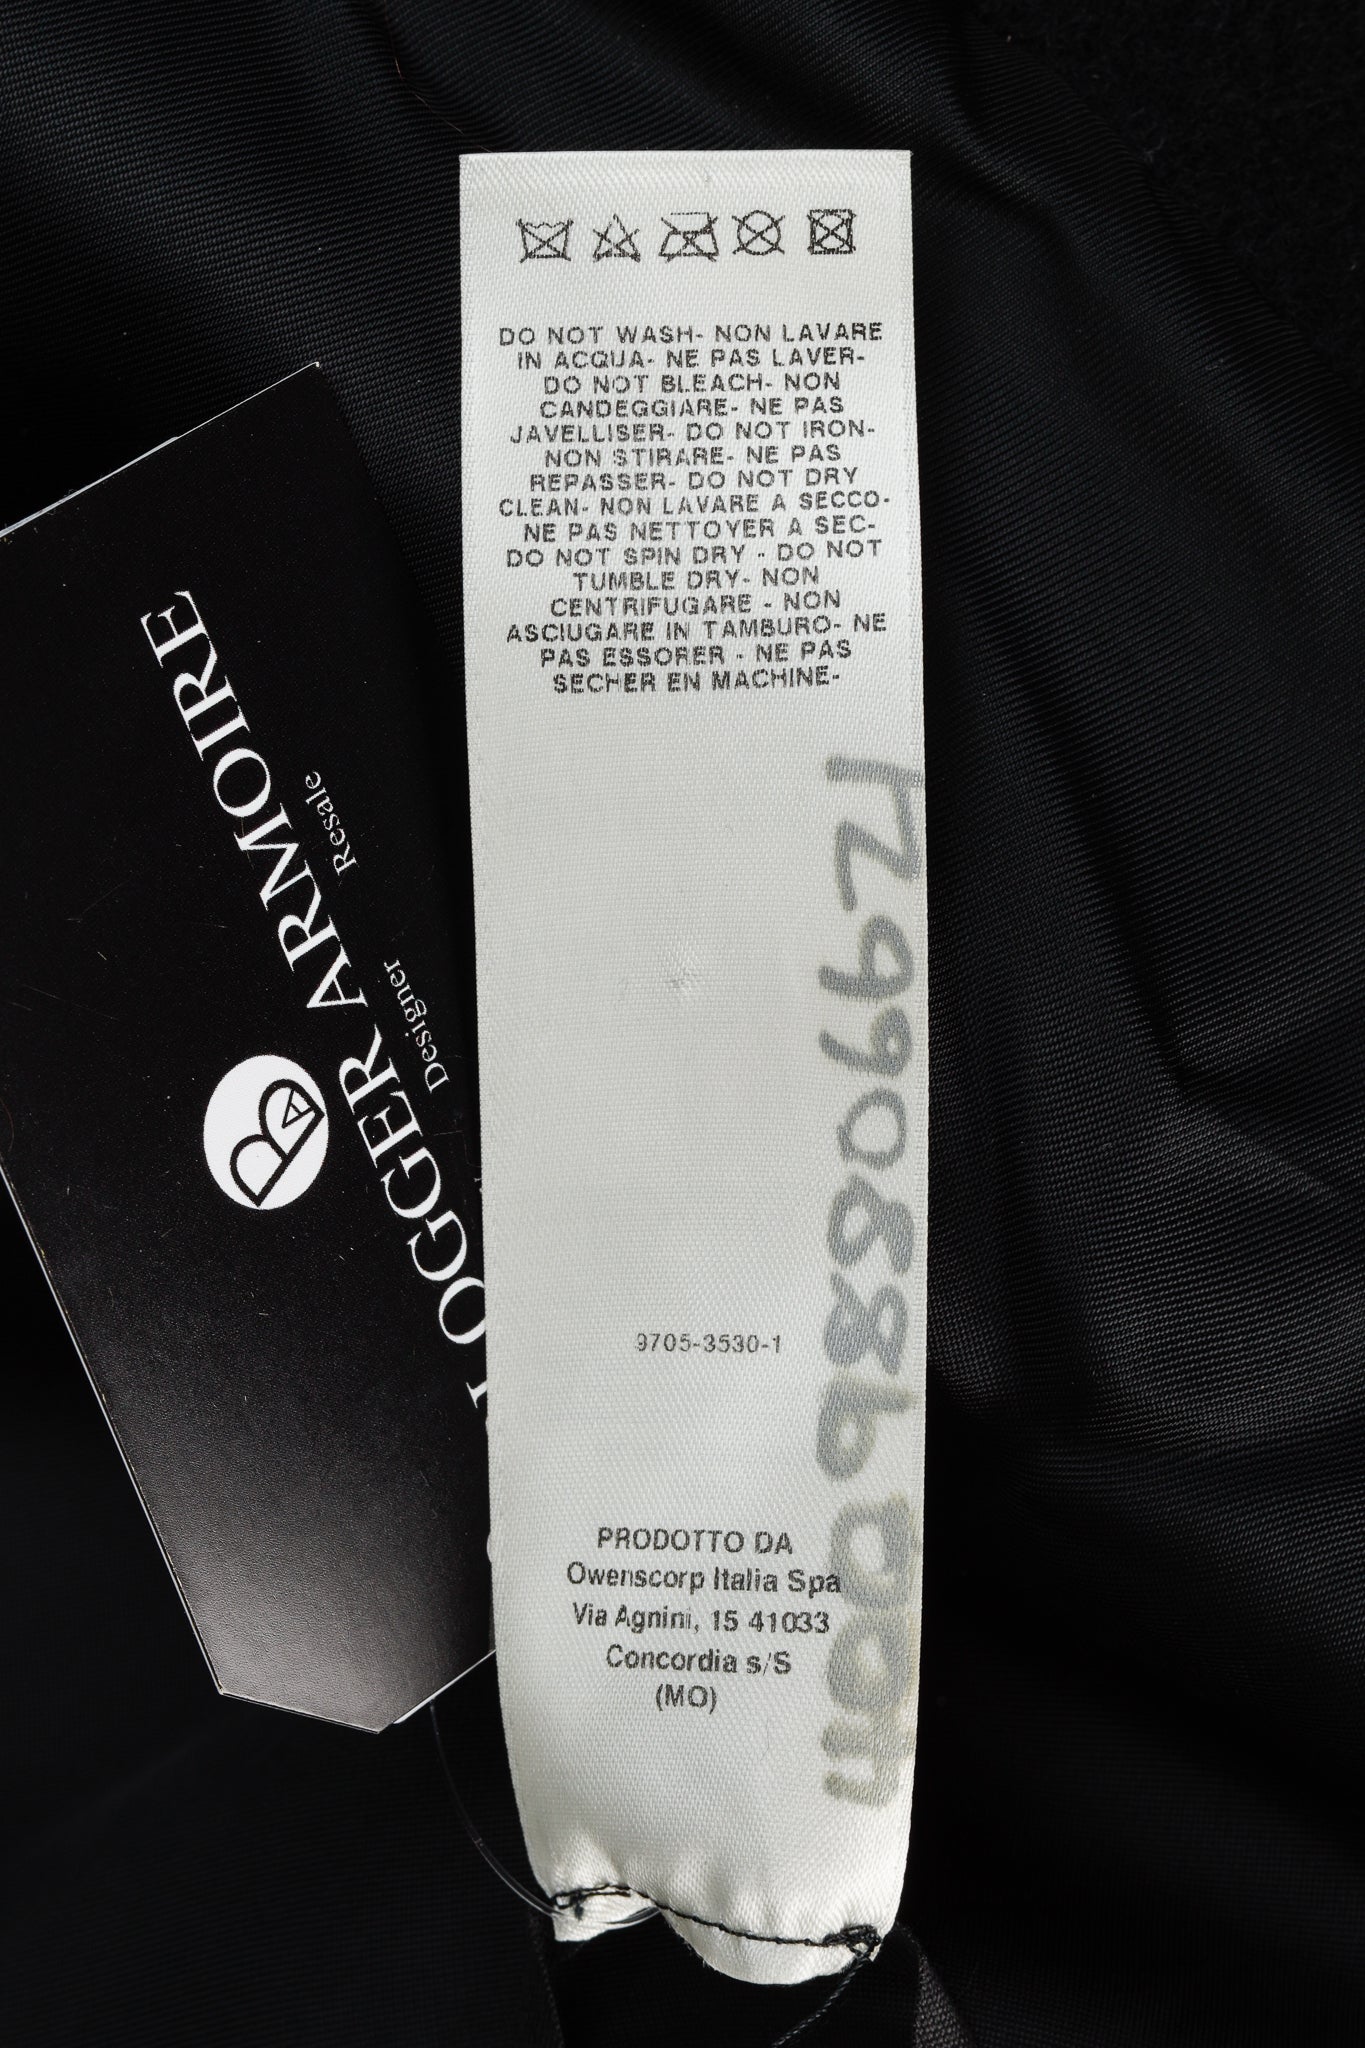 DO NOT WASH- NON LAVARE
IN ACQUA- NE PAS LAVER-
DO NOT BLEACH- NON
CANDEGGIARE- NE PAS
JAVELLISER- DO NOT IRON-
NON STIRARE- NE PAS
REPASSER- DO NOT DRY
CLEAN- NON LAVARE A SECCO-
NE PAS NETTOYER A SEC-
DO NOT SPIN DRY - DO NOT
TUMBLE DRY- NON
CENTRIFUGARE - NON
ASCIUGARE IN TAMBURO- NE
PAS ESSORER - NE PAS
SECHER EN MACHINE-
9705-3530-1
PRODOTTO DA
Owenscorp Italia Spa
Via Agnini, 15 41033
Concordia s/S
(MO)
LOGGER ARMOIRE
Designer Resale